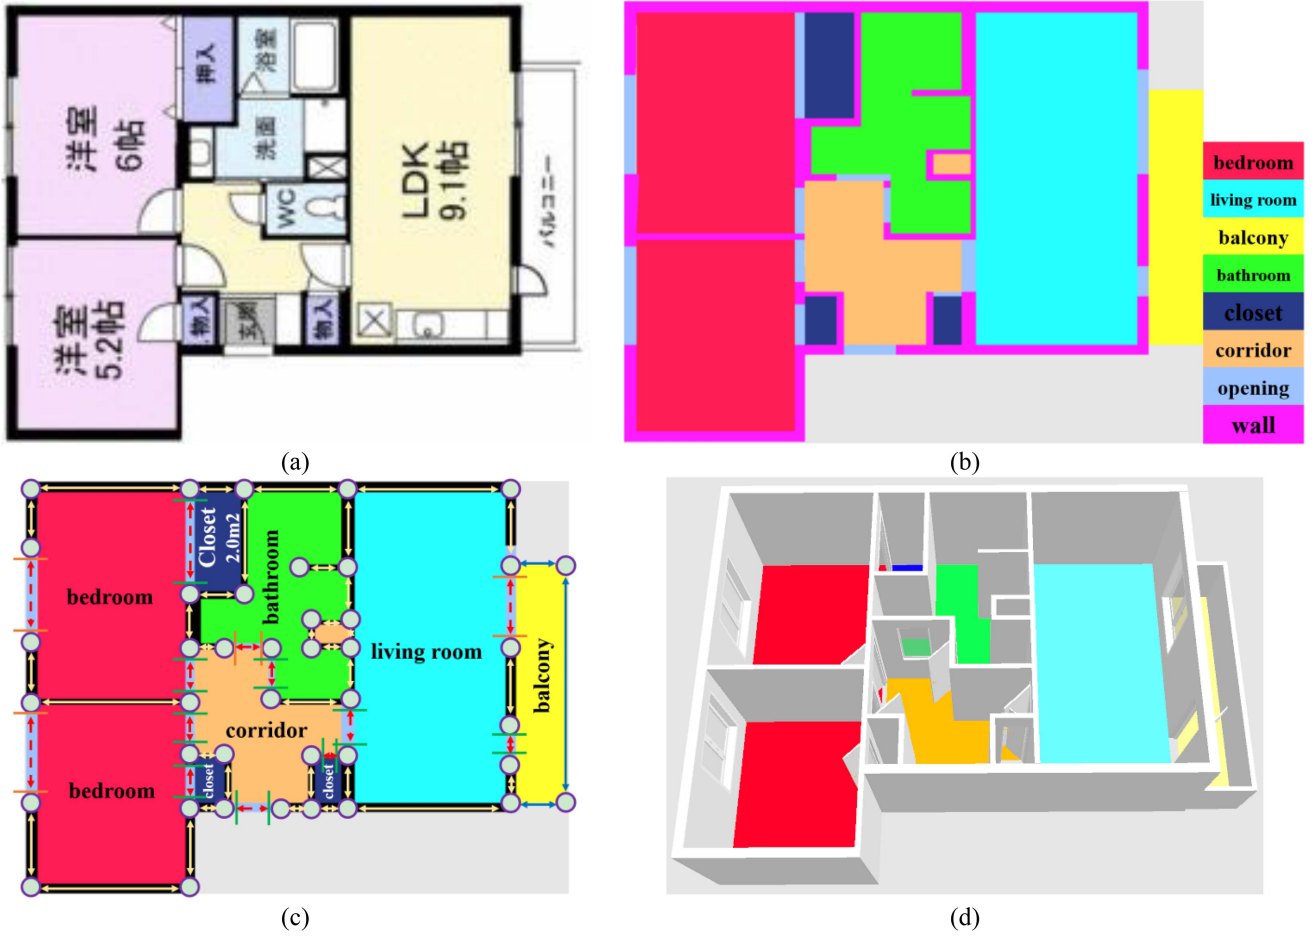 洋室
6帖
押入
浴室
洗面
WC
LDK
9.1帖
バルコニー
洋室
5.2帖
物入
玄関
物入
(a)
bedroom
living room
balcony
bathroom
closet
corridor
opening
wall
(b)
Closet
2.0m2
bathroom
bedroom
living room
balcony
corridor
bedroom
closet
closet
(c)
(d)